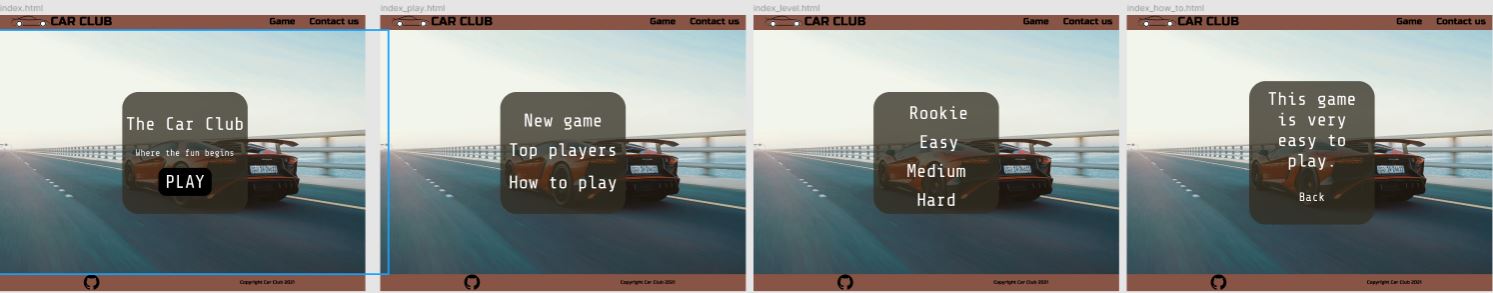 index.html
CAR CLUB
Game
Contact us
The Car Club
Where the fun begins
PLAY
Copyright Car Club 2021
index_play.html
CAR CLUB
Game
Contact us
New game
Top players
How to play
Copyright Car Club 2021
index_level.html
CAR CLUB
Game
Contact us
Rookie
Easy
Medium
Hard
Copyright Car Club 2021
index_how_to.html
CAR CLUB
Game
Contact us
This game
is very
easy to
play.
Back
Copyright Car Club 2021